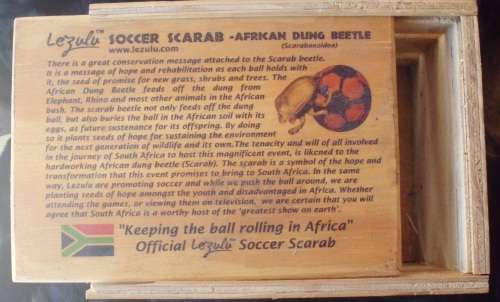 Lezulu™ SOCCER SCARAB -AFRICAN DUNG BEETLE
www.lezulu.com (Scarabaeoidea)
There is a great conservation message attached to the Scarab beetle.
It is a message of hope and rehabilitation as each ball holds with
it, the seed of promise for new grass, shrubs and trees. The
African Dung Beetle feeds off the dung from
Elephant, Rhino and most other animals in the African
bush. The scarab beetle not only feeds off the dung
ball, but also buries the ball in the African soil with its
eggs, as future sustenance for its offspring. By doing
so it plants seeds of hope for sustaining the environment
for the next generation of wildlife and its own. The tenacity and will of all involved
in the journey of South Africa to host this magnificent event, is likened to the
hardworking African dung beetle (Scarab). The scarab is a symbol of the hope and
transformation that this event promises to bring to South Africa. In the same
way, Lezulu are promoting soccer and while we push the ball around, we are
planting seeds of hope amongst the youth and disadvantaged in Africa. Whether
attending the games, or viewing them on television, we are certain that you will
agree that South Africa is a worthy host of the 'greatest show on earth'.
"Keeping the ball rolling in Africa"
Official Lezulu™ Soccer Scarab